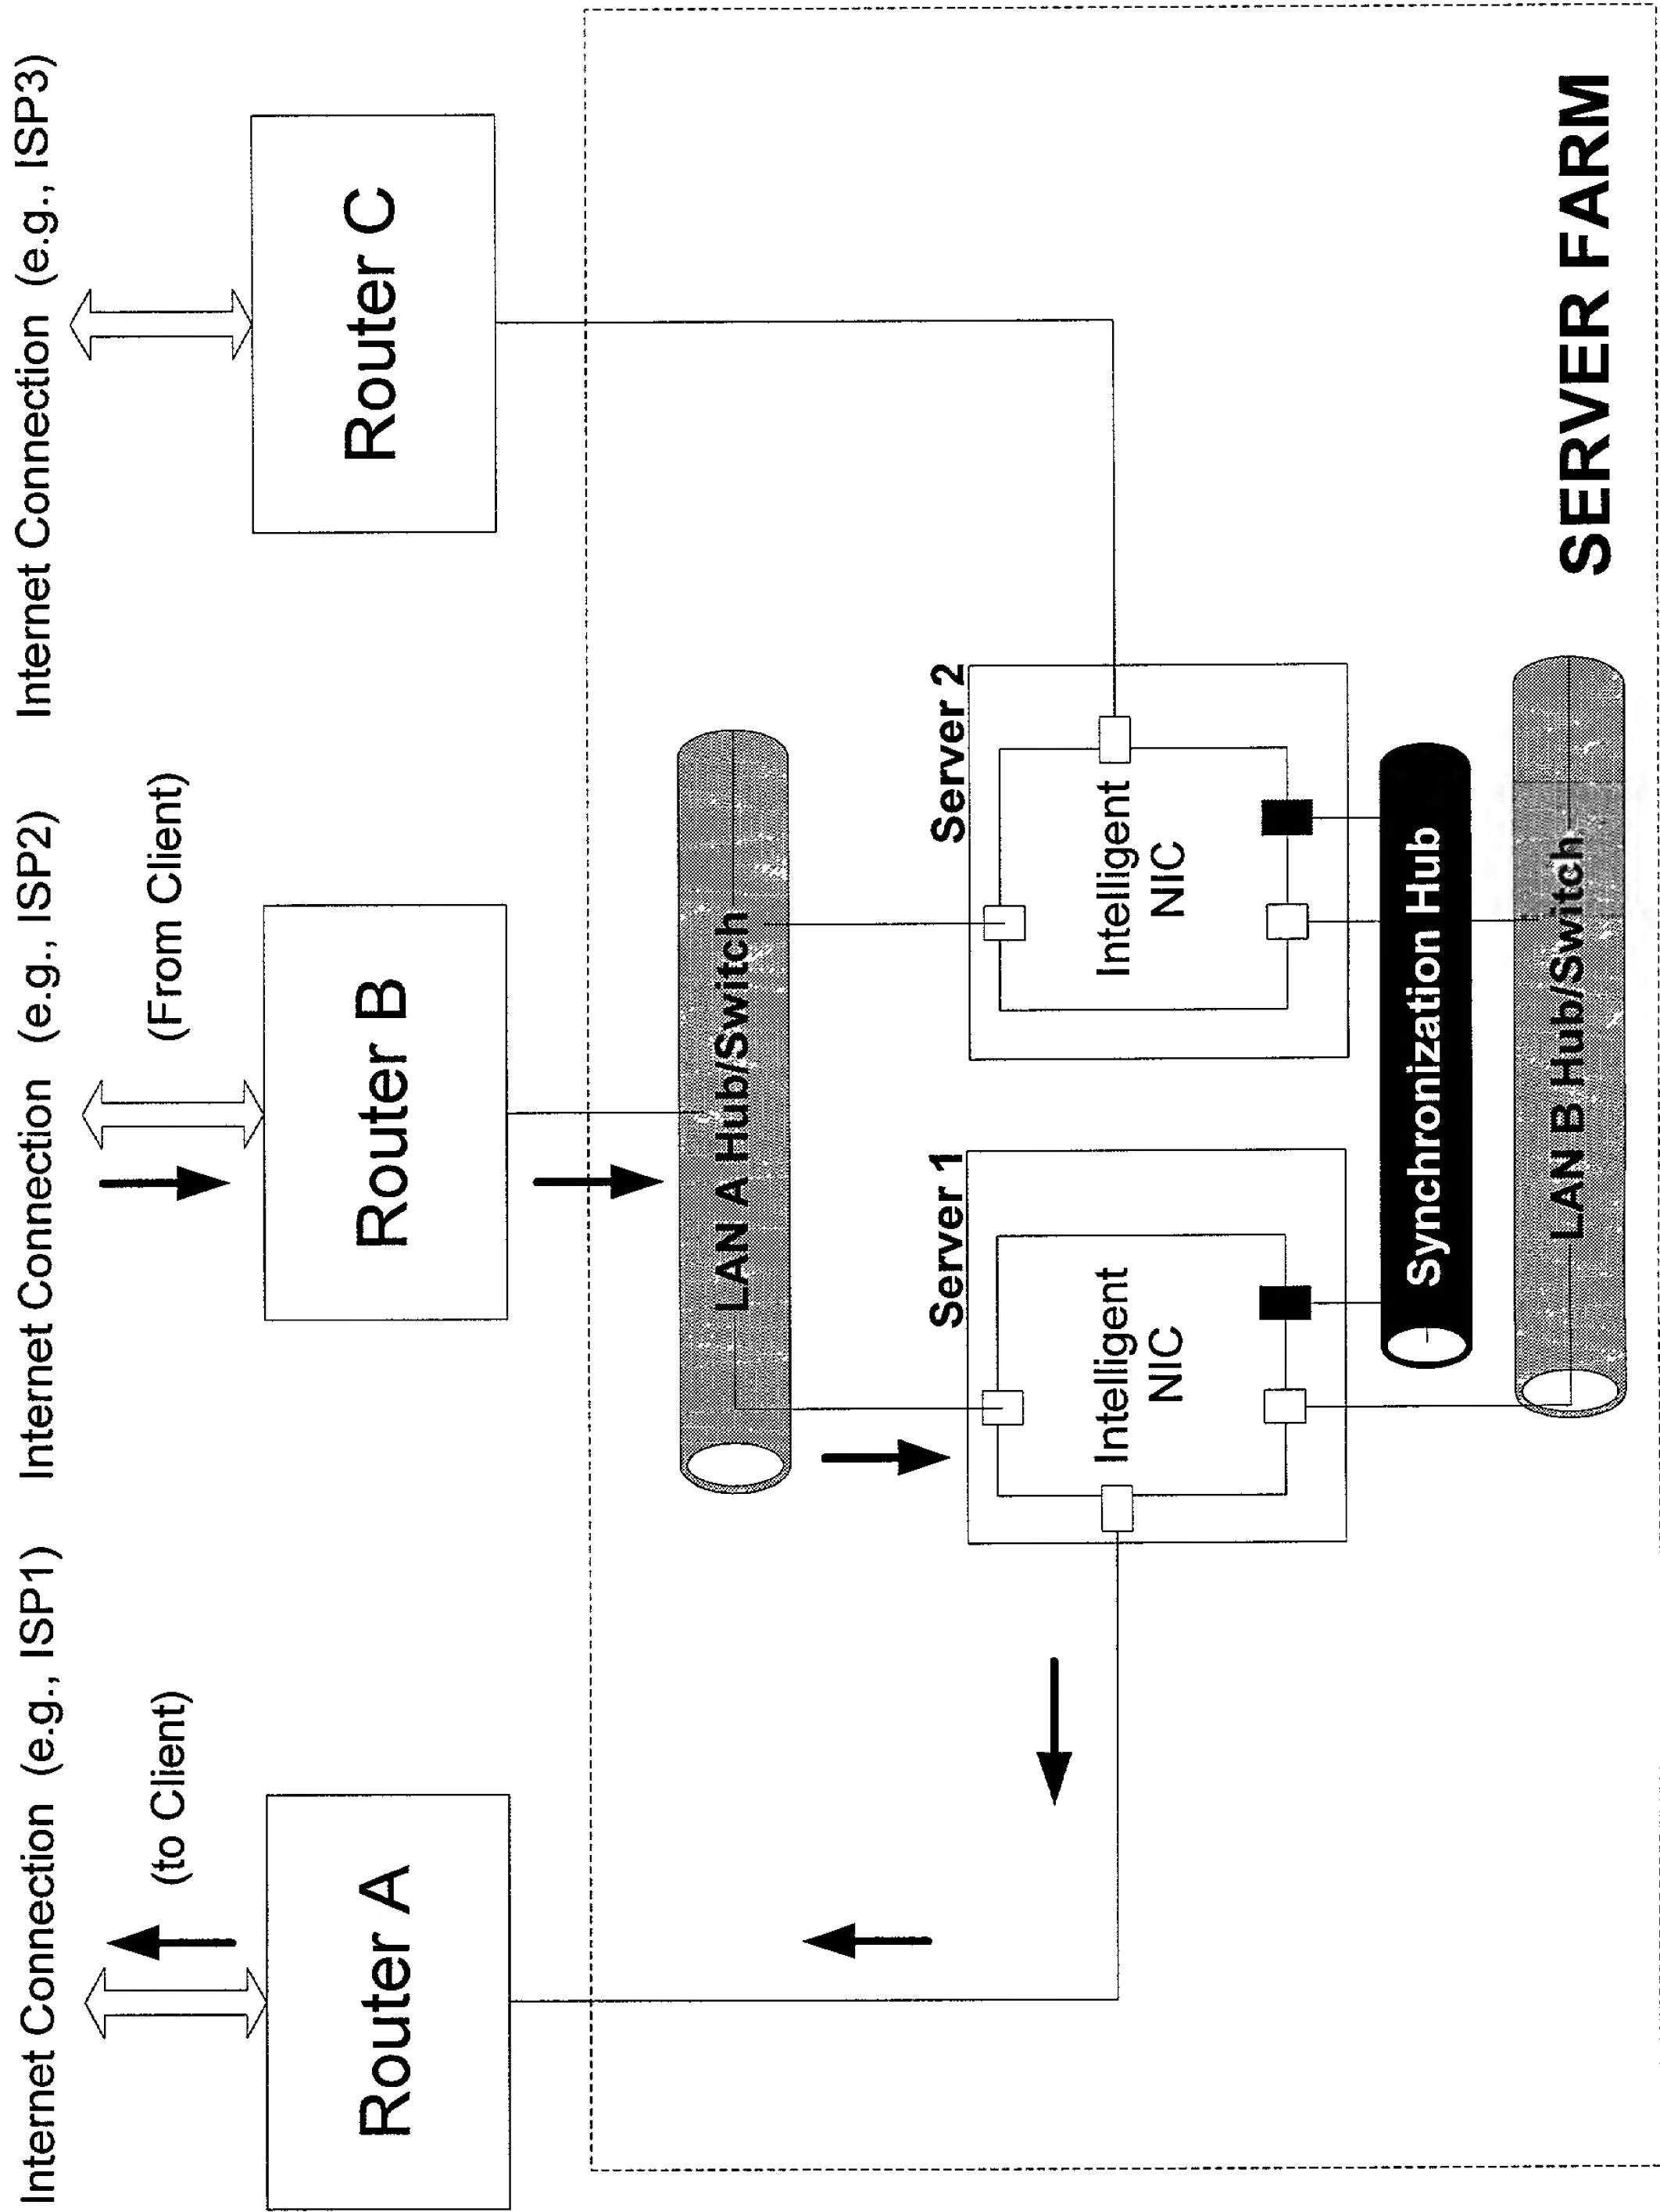 Internet Connection (e.g., ISP1)
(to Client)
Router A
Internet Connection (e.g., ISP2)
(From Client)
Router B
Internet Connection (e.g., ISP3)
Router C
LAN A Hub/Switch
Server 1
Intelligent
NIC
Server 2
Intelligent
NIC
Synchronization Hub
LAN B Hub/Switch
SERVER FARM